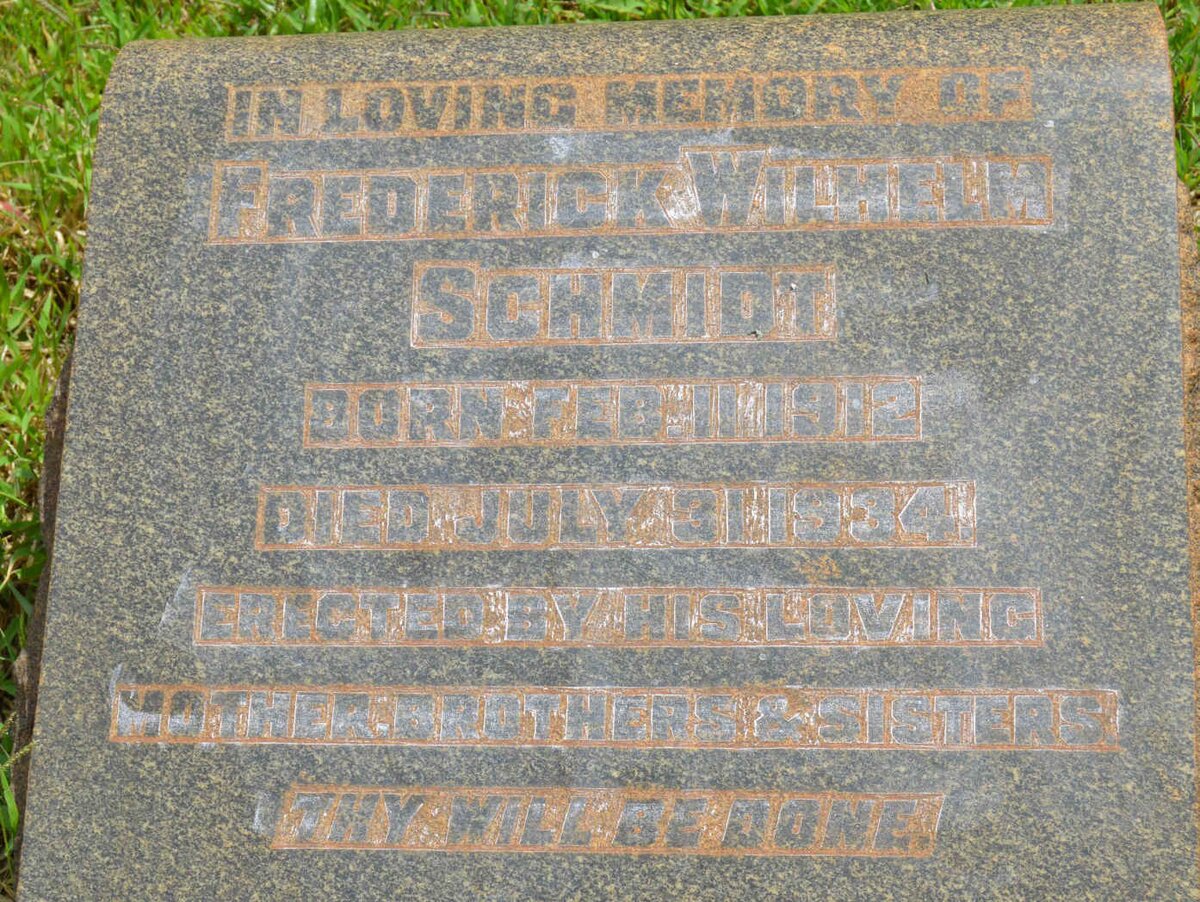 IN LOVING MEMORY OF
FREDERICK WILHELM
SCHMIDT
BORN FEB. 11 1912
DIED JULY 31 1934
ERECTED BY HIS LOVING
MOTHER, BROTHERS & SISTERS
THY WILL BE DONE.